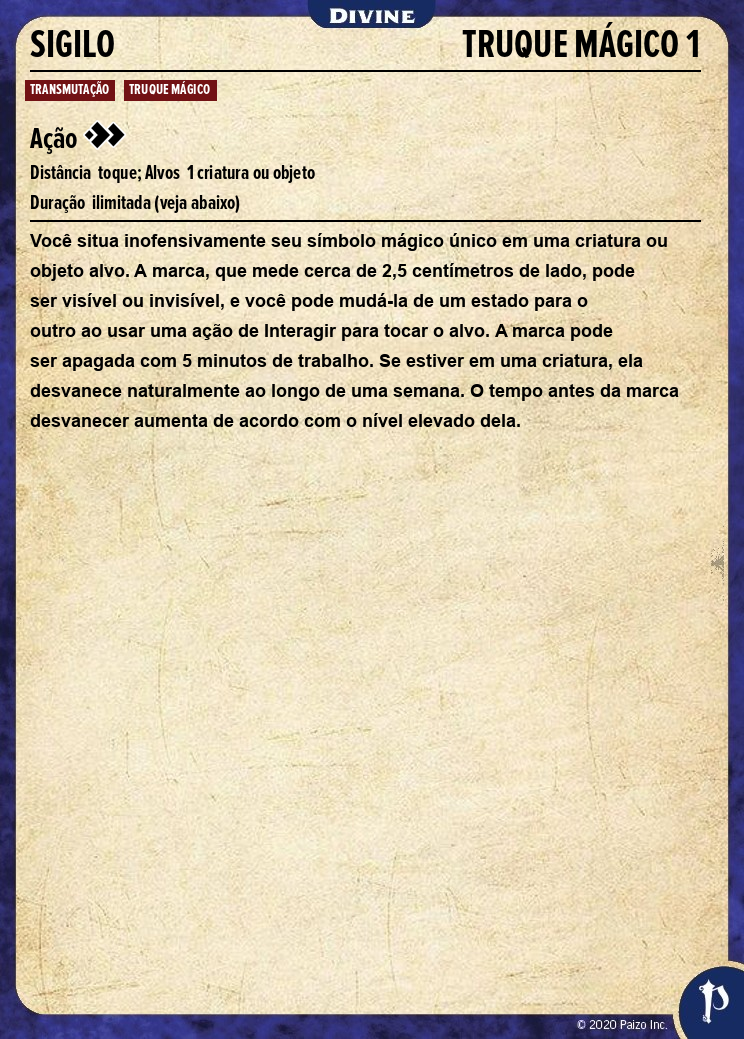 DIVINE
SIGILO TRUQUE MÁGICO 1
TRANSMUTAÇÃO TRUQUE MÁGICO
Ação
Distância toque; Alvos 1 criatura ou objeto
Duração ilimitada (veja abaixo)
Você situa inofensivamente seu símbolo mágico único em uma criatura ou
objeto alvo. A marca, que mede cerca de 2,5 centímetros de lado, pode
ser visível ou invisível, e você pode mudá-la de um estado para o
outro ao usar uma ação de Interagir para tocar o alvo. A marca pode
ser apagada com 5 minutos de trabalho. Se estiver em uma criatura, ela
desvanece naturalmente ao longo de uma semana. O tempo antes da marca
desvanecer aumenta de acordo com o nível elevado dela.
© 2020 Paizo Inc.
P